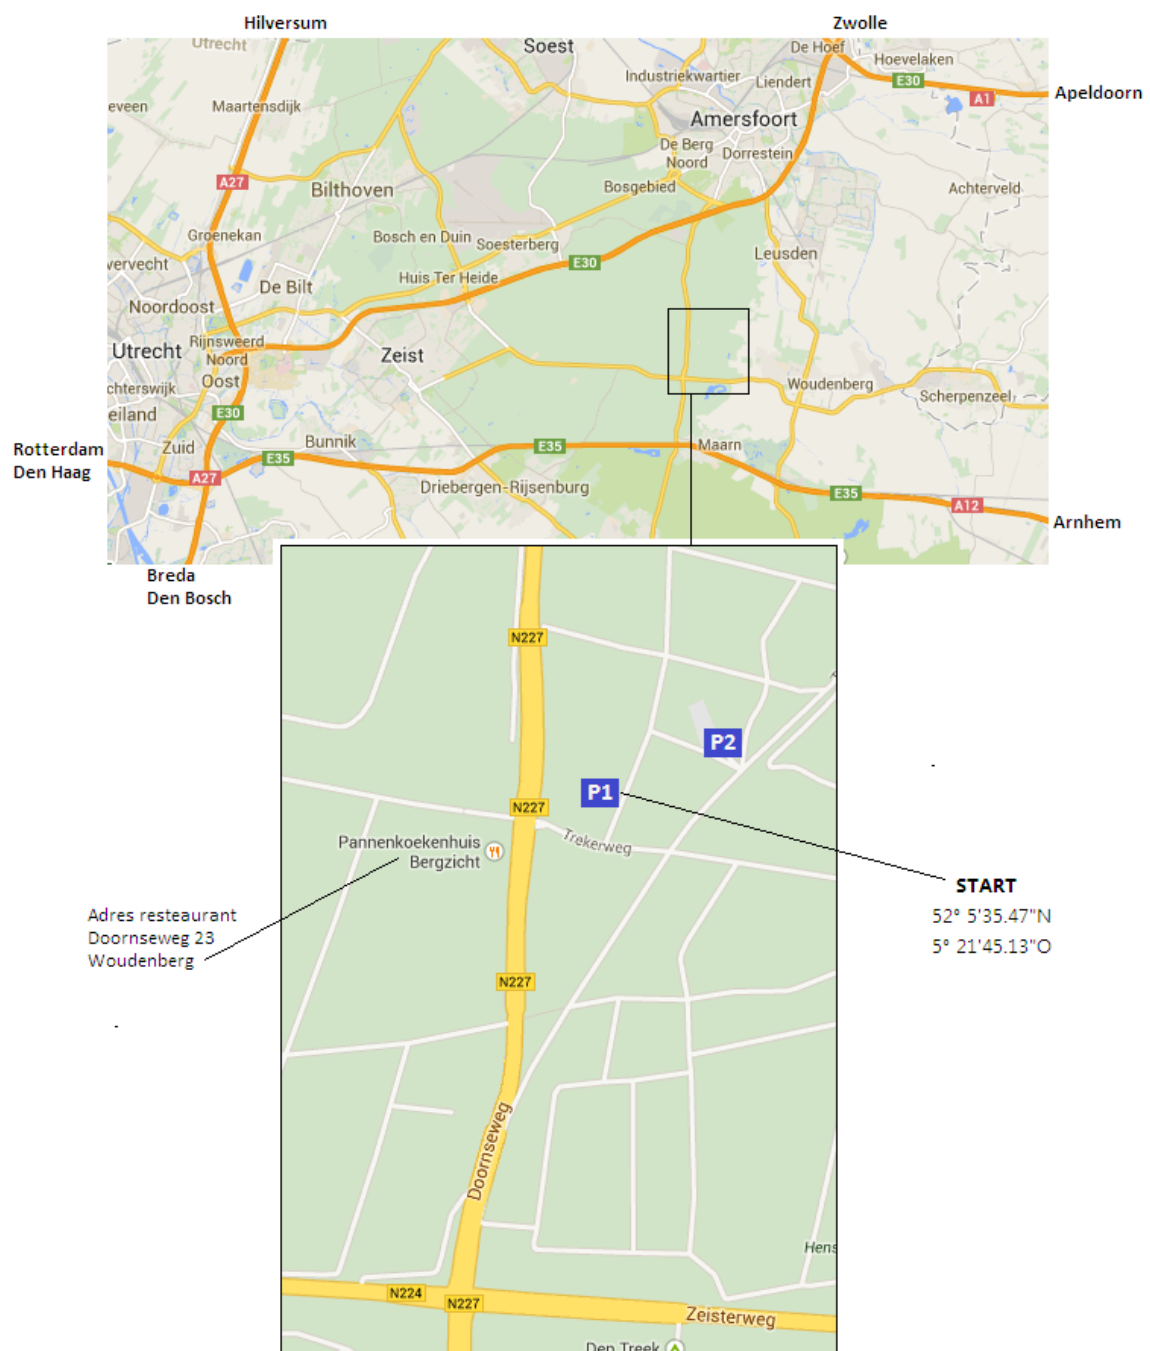 Hilversum
Zwolle
Utrecht
Soest
De Hoef
Hoevelaken
Industriekwartier
Liendert
E30
Apeldoorn
A1
eveen
Maartensdijk
Amersfoort
De Berg
Noord
Dorrestein
A27
Bilthoven
Bosgebied
Achterveld
Groenekan
Bosch en Duin
Soesterberg
vervecht
E30
Leusden
Huis Ter Heide
De Bilt
Noordoost
Rijnsweerd
Noord
Utrecht
Zeist
Oost
chterswijk
Woudenberg
Scherpenzeel
eiland
E30
Zuid
Bunnik
E35
Maarn
Rotterdam
Den Haag
E35
A27
Driebergen-Rijsenburg
E35
A12
Arnhem
Breda
Den Bosch
N227
P2
P1
N227
Trekerweg
Pannenkoekenhuis
Bergzicht
START
52° 5'35.47"N
5° 21'45.13"O
Adres resteaurant
Doornseweg 23
Woudenberg
N227
Doornseweg
Hens
N224
N227
Zeisterweg
Den Treek